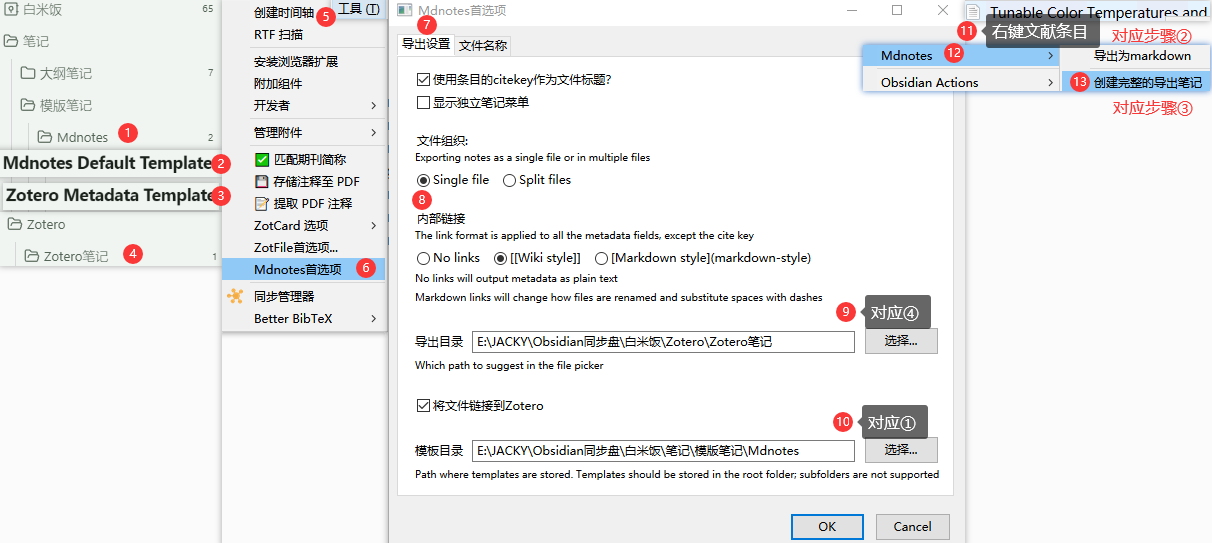 白米饭 65
笔记
大纲笔记 7
模版笔记
Mdnotes 1 2
Mdnotes Default Template 2
Zotero Metadata Template 3
Zotero
Zotero笔记 4 1
工具 (T)
创建时间轴 5
RTF 扫描
安装浏览器扩展
附加组件
开发者
管理附件
匹配期刊简称
存储注释至 PDF
提取 PDF 注释
ZotCard 选项
ZotFile首选项...
Mdnotes首选项 6
同步管理器
Better BibTeX
Mdnotes首选项
7
导出设置 文件名称
使用条目的citekey作为文件标题?
显示独立笔记菜单
文件组织:
Exporting notes as a single file or in multiple files
Single file Split files
8
内部链接
The link format is applied to all the metadata fields, except the cite key
No links [[Wiki style]] [Markdown style](markdown-style)
No links will output metadata as plain text
Markdown links will change how files are renamed and substitute spaces with dashes
9 对应④
导出目录 E:\JACKY\Obsidian同步盘\白米饭\Zotero\Zotero笔记 选择...
Which path to suggest in the file picker
将文件链接到Zotero
10 对应①
模板目录 E:\JACKY\Obsidian同步盘\白米饭\笔记\模版笔记\Mdnotes 选择...
Path where templates are stored. Templates should be stored in the root folder; subfolders are not supported
OK Cancel
Tunable Color Temperatures and
11 右键文献条目
对应步骤②
Mdnotes 12 导出为markdown
Obsidian Actions 13 创建完整的导出笔记
对应步骤③